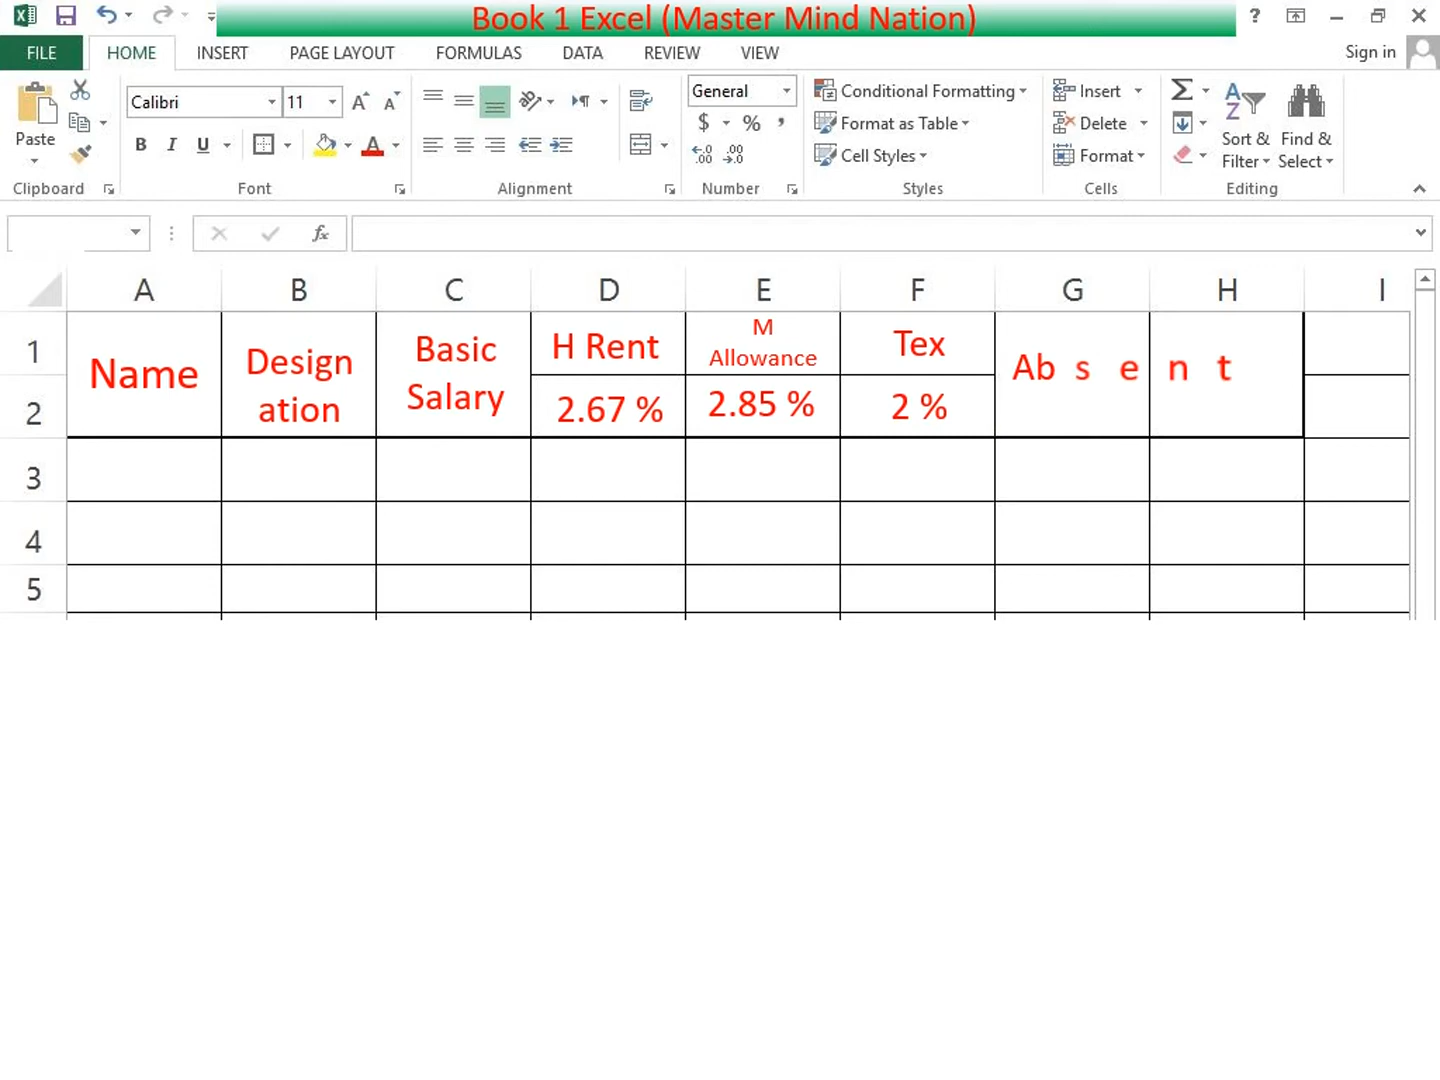 Book 1 Excel (Master Mind Nation)
?
FILE HOME INSERT PAGE LAYOUT FORMULAS DATA REVIEW VIEW Sign in
Calibri 11 General Conditional Formatting Insert
Paste B I U $ % , Format as Table Delete Sort & Find &
Cell Styles Format Filter Select
Clipboard Font Alignment Number Styles Cells Editing
fx
A B C D E F G H I
1 2 3 4 5
Name
Design
ation
Basic
Salary
H Rent
2.67 %
M
Allowance
2.85 %
Tex
2 %
Ab s e n t